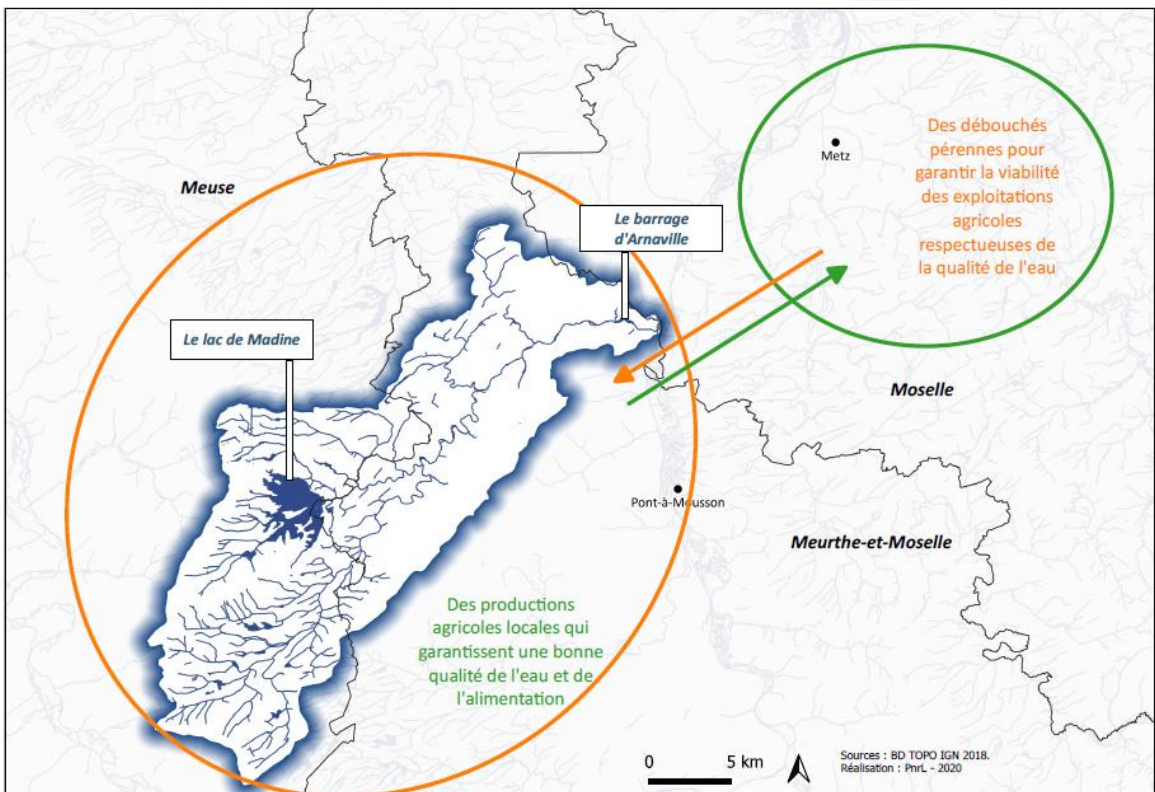 Metz
Des débouchés
pérennes pour
garantir la viabilité
des exploitations
agricoles
respectueuses de
la qualité de l'eau
Meuse
Le barrage
d'Arnaville
Le lac de Madine
Moselle
Pont-à-Mousson
Meurthe-et-Moselle
Des productions
agricoles locales qui
garantissent une bonne
qualité de l'eau et de
l'alimentation
0 5 km
Sources : BD TOPO IGN 2018.
Réalisation : PnrL - 2020